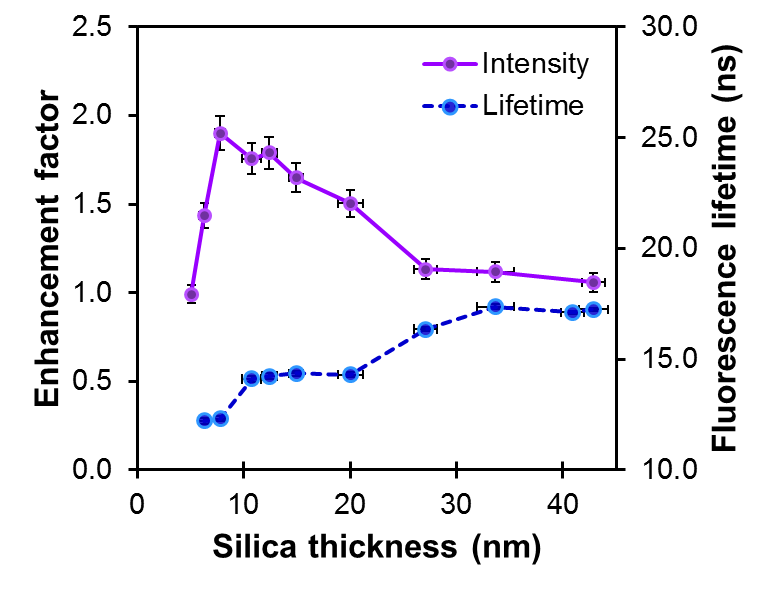 2.5
2.0
1.5
1.0
0.5
0.0
Enhancement factor
Intensity
Lifetime
30.0
25.0
20.0
15.0
10.0
Fluorescence lifetime (ns)
0 10 20 30 40
Silica thickness (nm)